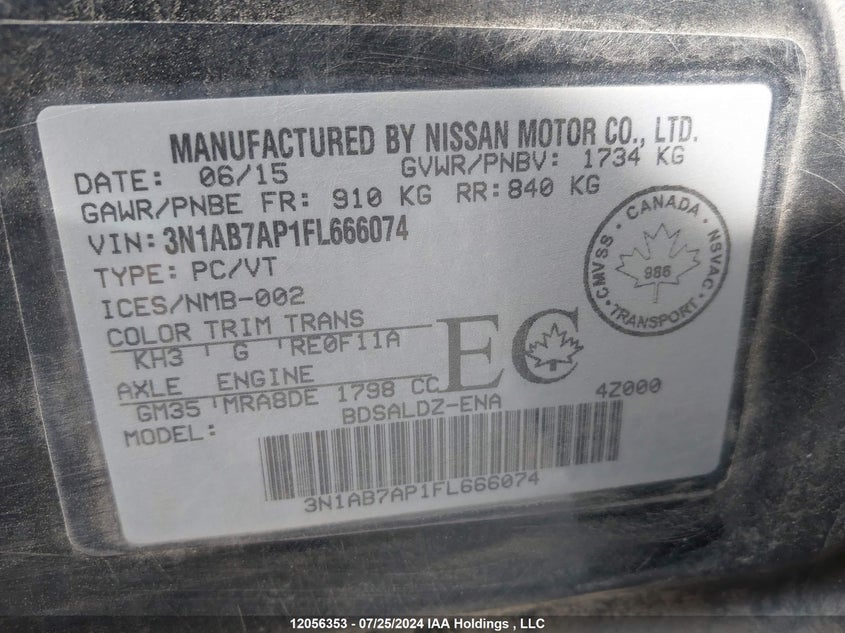 MANUFACTURED BY NISSAN MOTOR CO., LTD.
DATE: 06/15 GVWR/PNBV: 1734 KG
GAWR/PNBE FR: 910 KG RR:840 KG
VIN: 3N1AB7AP1FL666074
TYPE: PC/VT
ICES/NMB-002
COLOR TRIM TRANS
KH3 ' G 'RE0F11A
AXLE ENGINE
GM35 'MRA8DE 1798 CC
MODEL: BDSALDZ-ENA 4Z000
3N1AB7AP1FL666074
EC
CANADA
CMVSS · NSVAC
986
TRANSPORT
12056353 - 07/25/2024 IAA Holdings , LLC